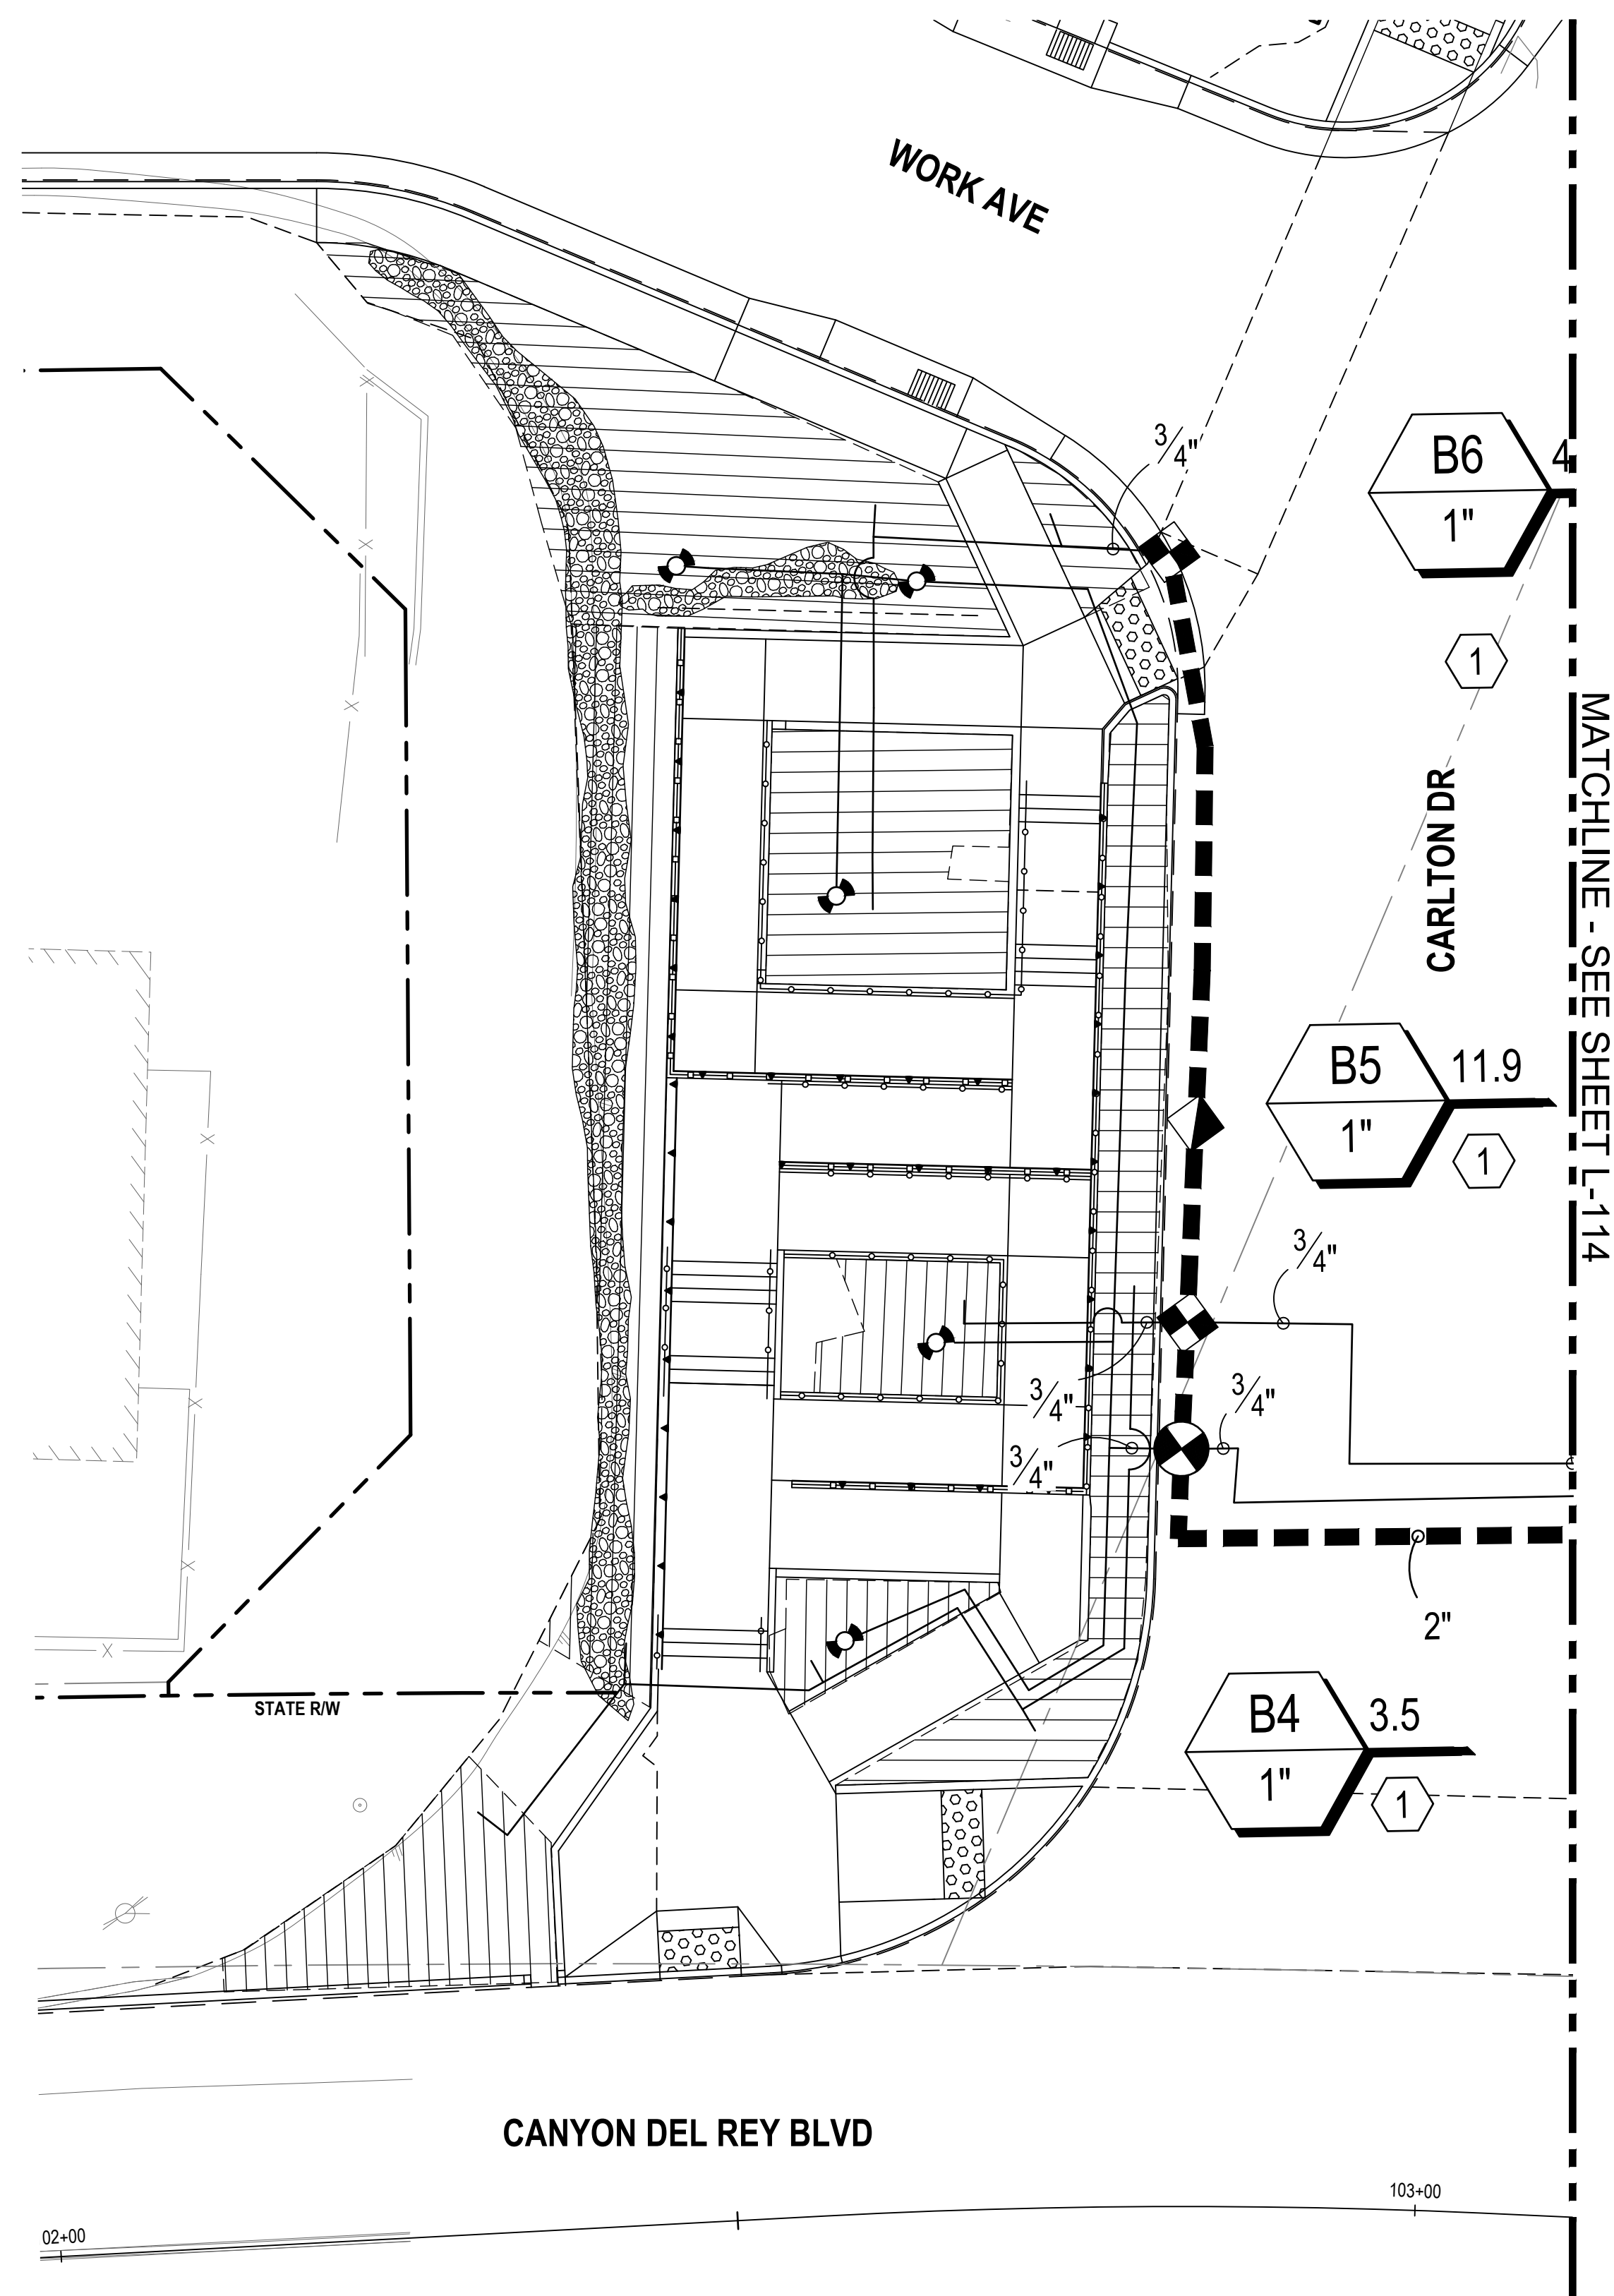 WORK AVE
3/4"
B6
4
1"
1
MATCHLINE - SEE SHEET L-114
CARLTON DR
B5
11.9
1"
1
3/4"
3/4"
3/4"
3/4"
2"
STATE R/W
B4
3.5
1"
1
CANYON DEL REY BLVD
103+00
02+00